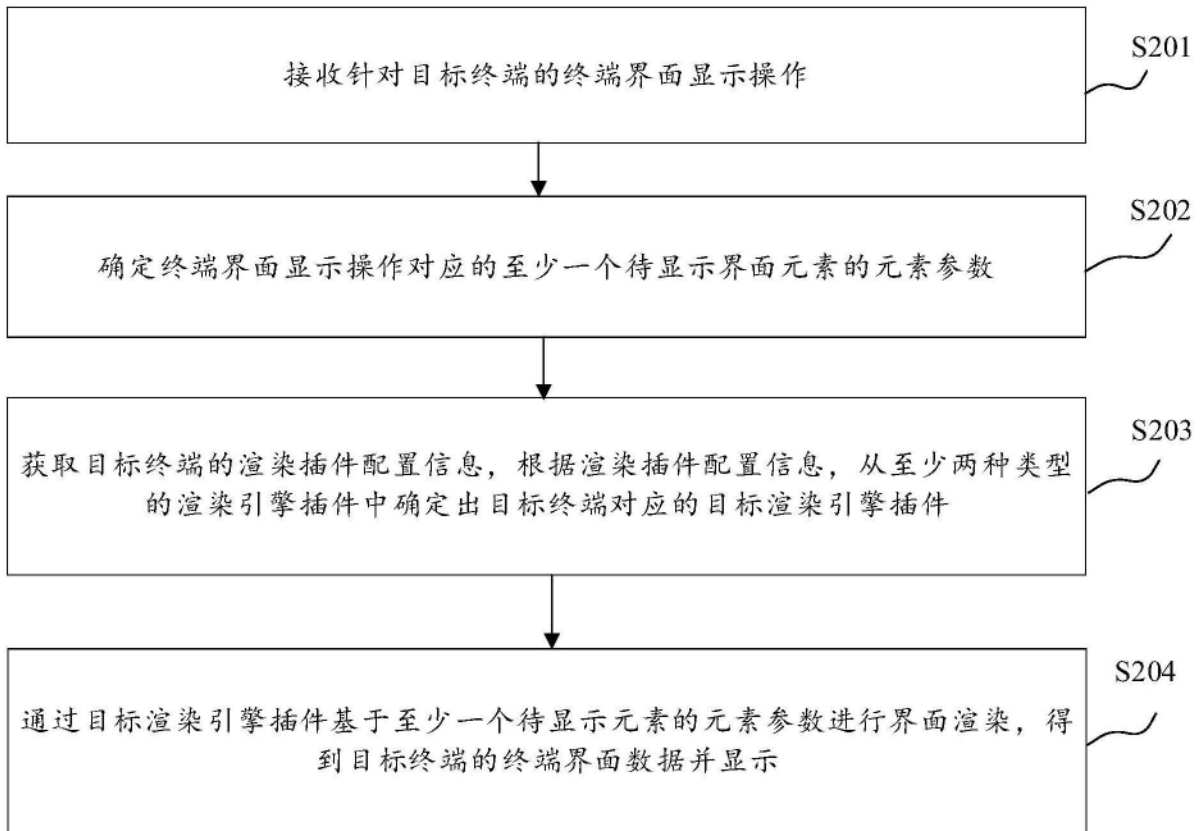 接收针对目标终端的终端界面显示操作
S201
确定终端界面显示操作对应的至少一个待显示界面元素的元素参数
S202
获取目标终端的渲染插件配置信息，根据渲染插件配置信息，从至少两种类型
的渲染引擎插件中确定出目标终端对应的目标渲染引擎插件
S203
通过目标渲染引擎插件基于至少一个待显示元素的元素参数进行界面渲染，得
到目标终端的终端界面数据并显示
S204